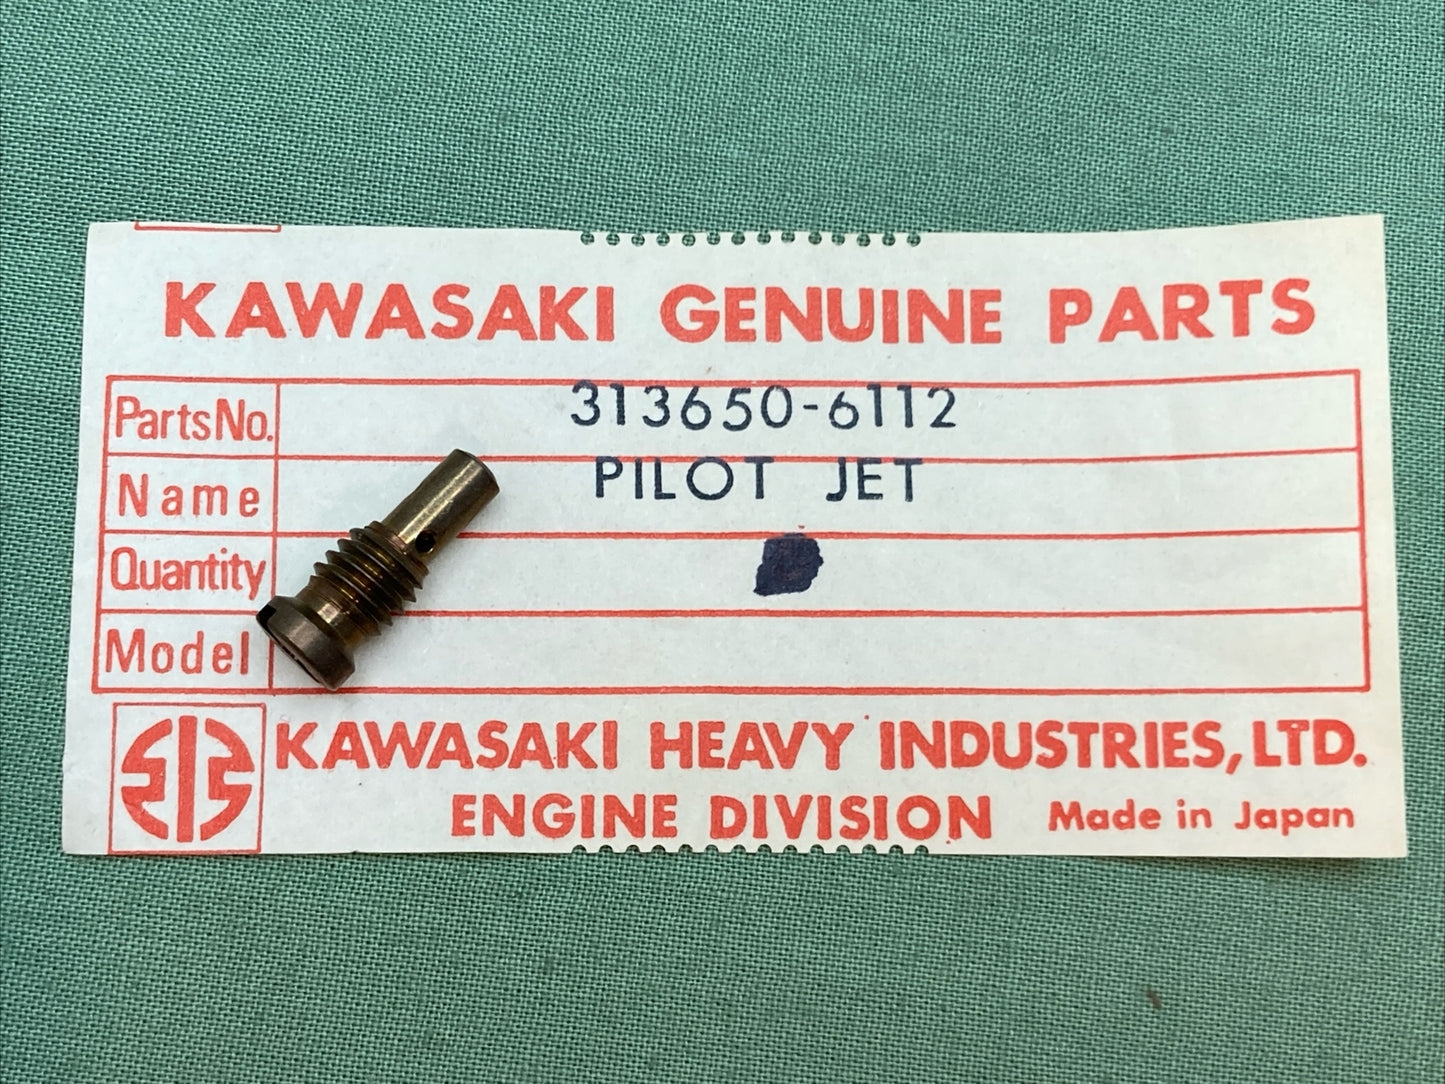 KAWASAKI GENUINE PARTS
Parts No. 313650-6112
Name PILOT JET
Quantity
Model
KAWASAKI HEAVY INDUSTRIES, LTD.
ENGINE DIVISION Made in Japan